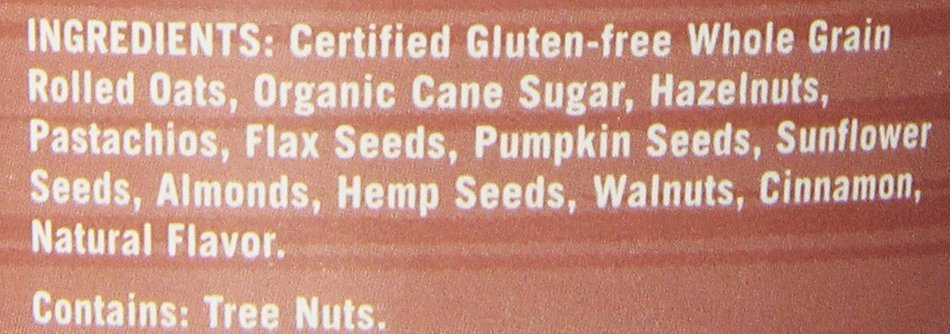 INGREDIENTS: Certified Gluten-free Whole Grain
Rolled Oats, Organic Cane Sugar, Hazelnuts,
Pastachios, Flax Seeds, Pumpkin Seeds, Sunflower
Seeds, Almonds, Hemp Seeds, Walnuts, Cinnamon,
Natural Flavor.
Contains: Tree Nuts.